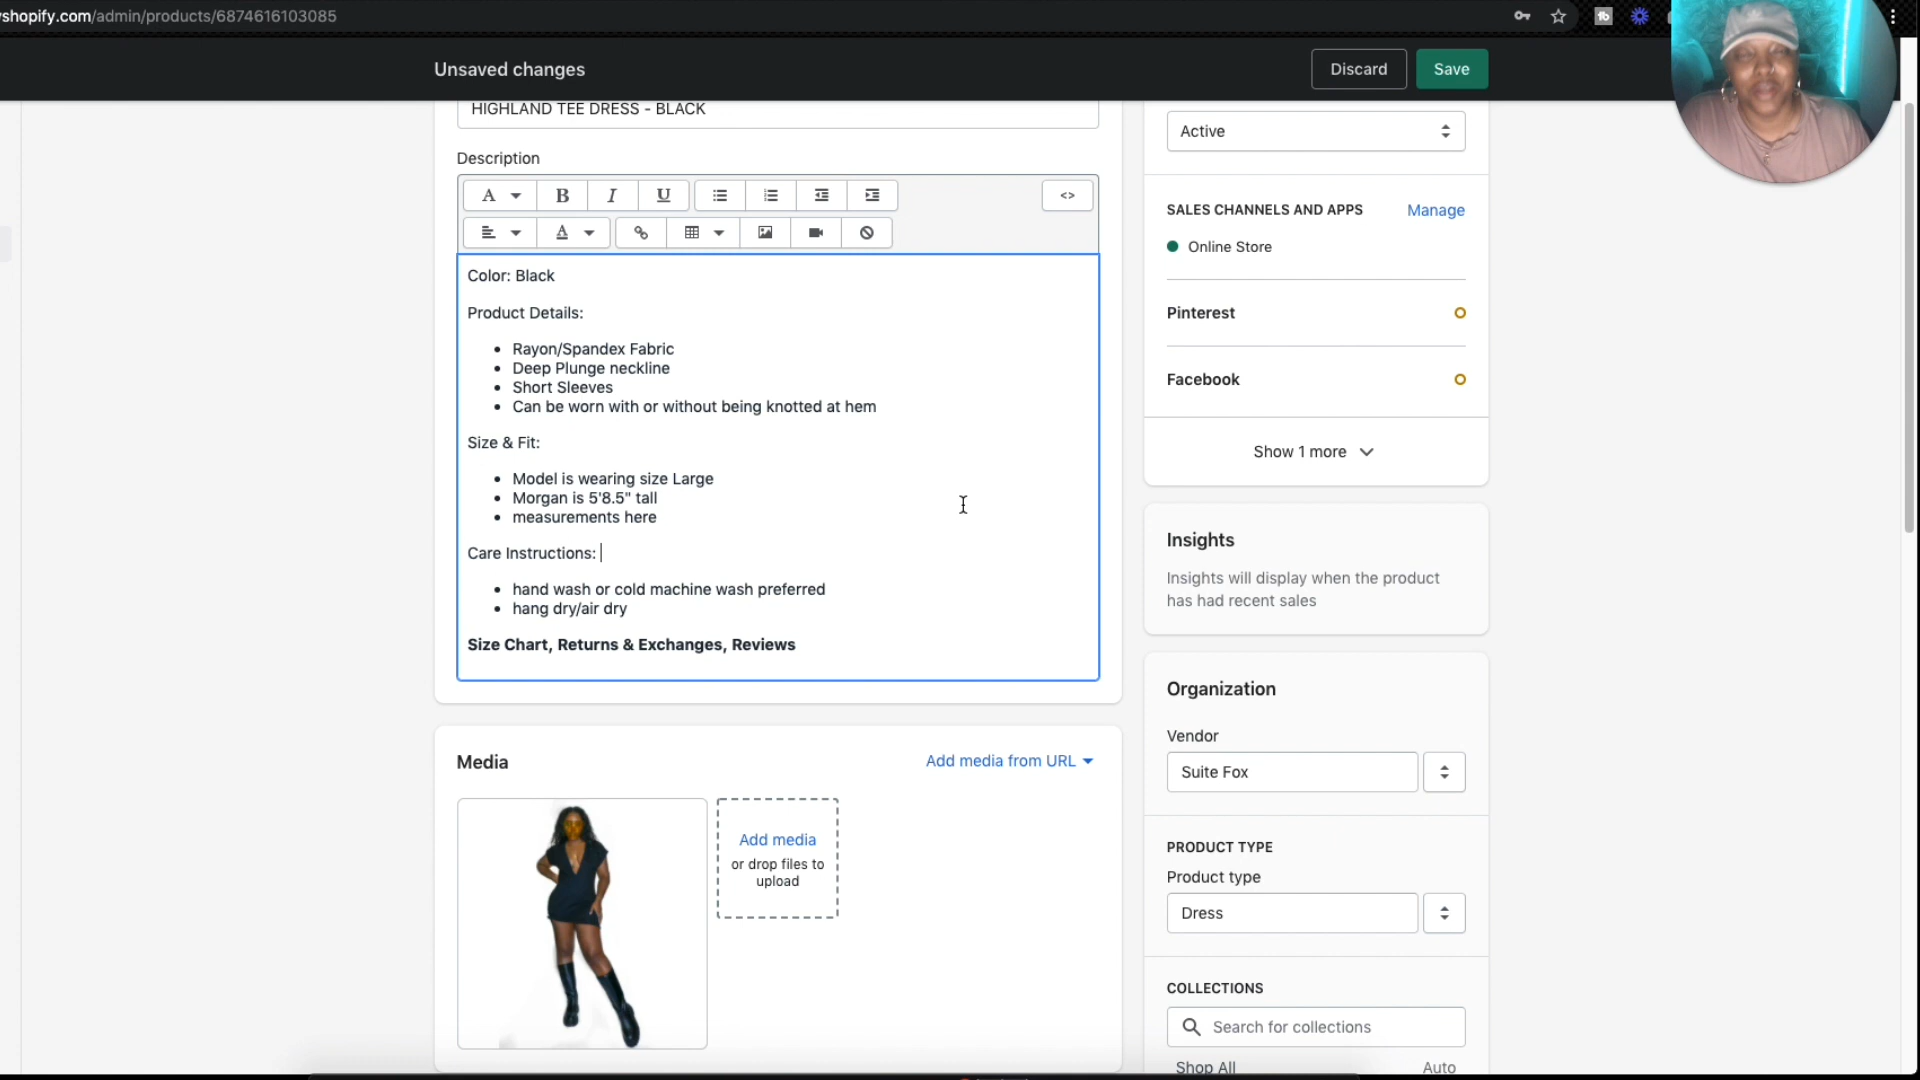 shopify.com/admin/products/6874616103085
Unsaved changes
Discard
Save
HIGHLAND TEE DRESS - BLACK
Description
A
B
I
U
<>
A
Color: Black
Product Details:
Rayon/Spandex Fabric
Deep Plunge neckline
Short Sleeves
Can be worn with or without being knotted at hem
Size & Fit:
Model is wearing size Large
Morgan is 5'8.5" tall
measurements here
Care Instructions:
hand wash or cold machine wash preferred
hang dry/air dry
Size Chart, Returns & Exchanges, Reviews
Media
Add media from URL
Add media
or drop files to
upload
Active
SALES CHANNELS AND APPS
Manage
Online Store
Pinterest
Facebook
Show 1 more
Insights
Insights will display when the product
has had recent sales
Organization
Vendor
Suite Fox
PRODUCT TYPE
Product type
Dress
COLLECTIONS
Search for collections
Shop All
Auto